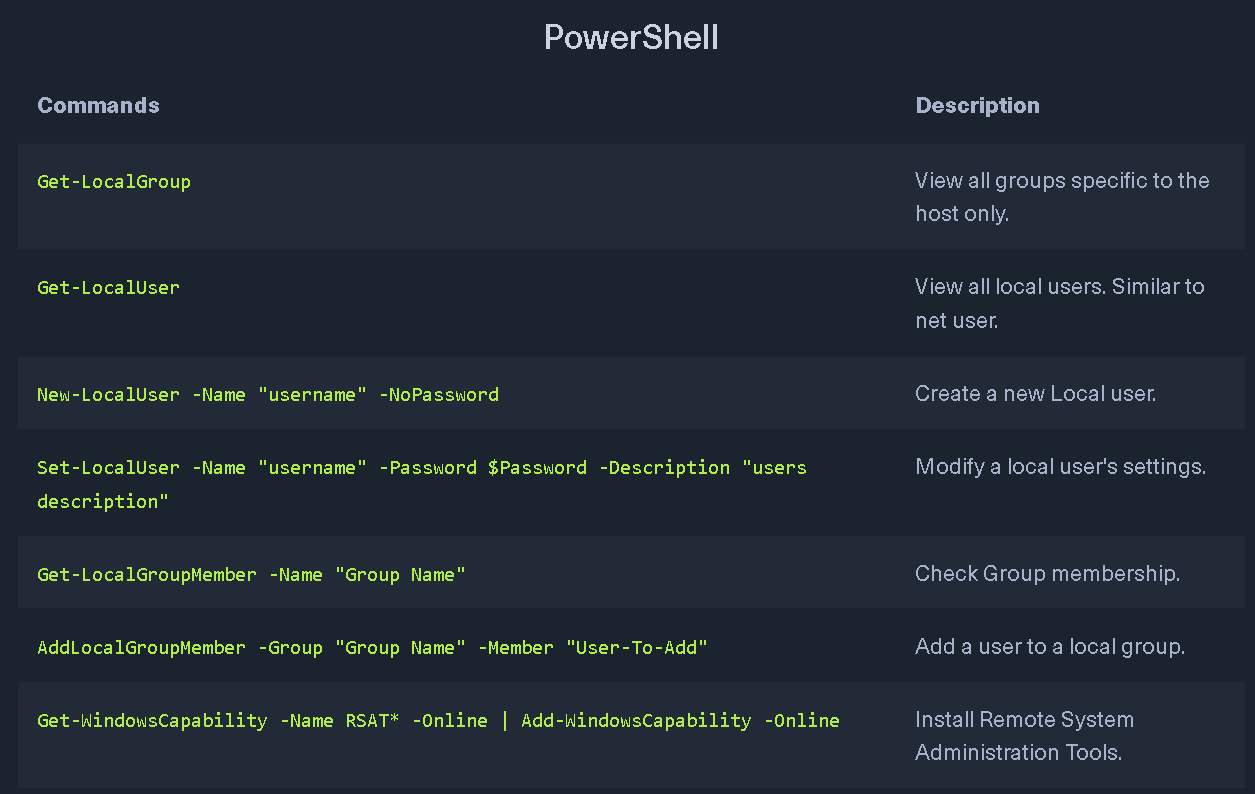 PowerShell
Commands Description
Get-LocalGroup View all groups specific to the
host only.
Get-LocalUser View all local users. Similar to
net user.
New-LocalUser -Name "username" -NoPassword Create a new Local user.
Set-LocalUser -Name "username" -Password $Password -Description "users Modify a local user's settings.
description"
Get-LocalGroupMember -Name "Group Name" Check Group membership.
AddLocalGroupMember -Group "Group Name" -Member "User-To-Add" Add a user to a local group.
Get-WindowsCapability -Name RSAT* -Online | Add-WindowsCapability -Online Install Remote System
Administration Tools.